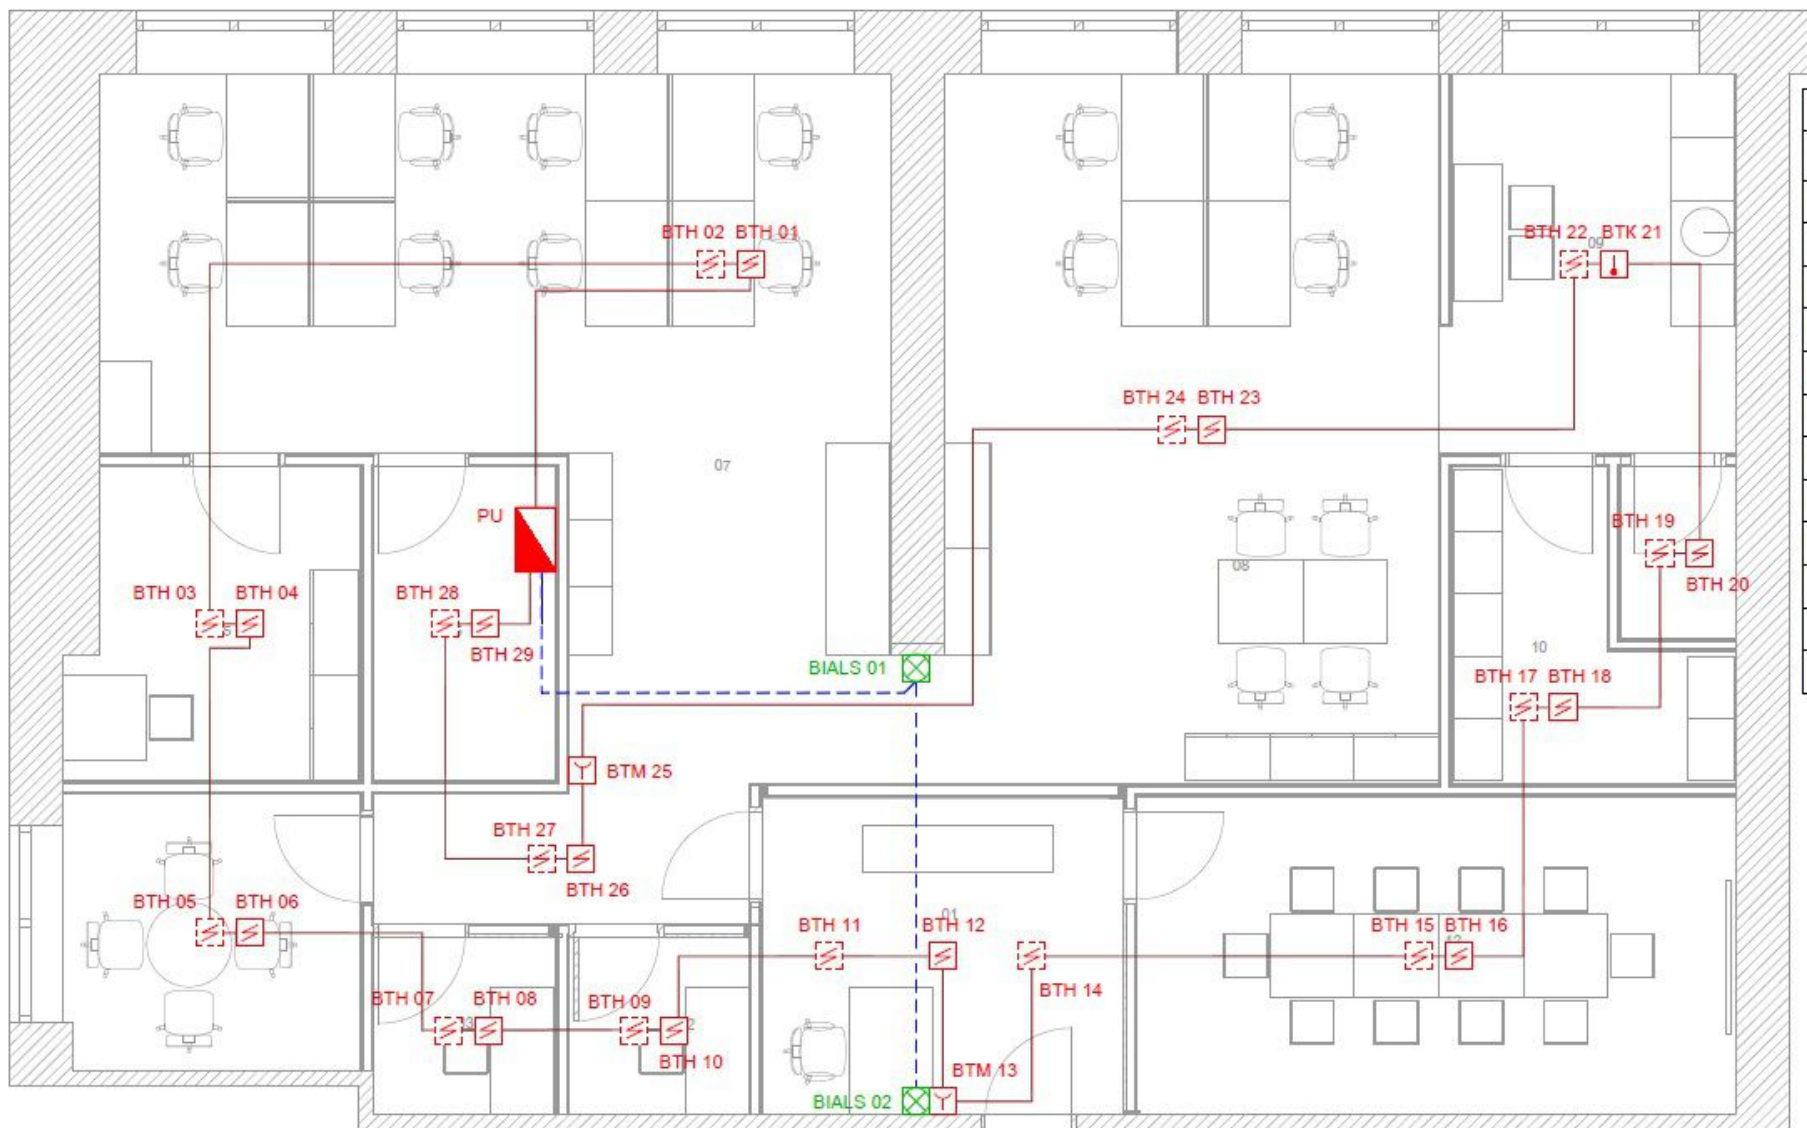 BTH 02 BTH 01
BTH 22 BTK 21
09
BTH 24 BTH 23
07
PU
BTH 19
08
BTH 20
BTH 03 BTH 04
BTH 28
BTH 29
10
BIALS 01
BTH 17 BTH 18
BTM 25
BTH 27
BTH 26
BTH 05 BTH 06
01
BTH 11 BTH 12
BTH 15 BTH 16
BTH 14
BTH 07 BTH 08
BTH 09
BTH 10
BTM 13
BIALS 02